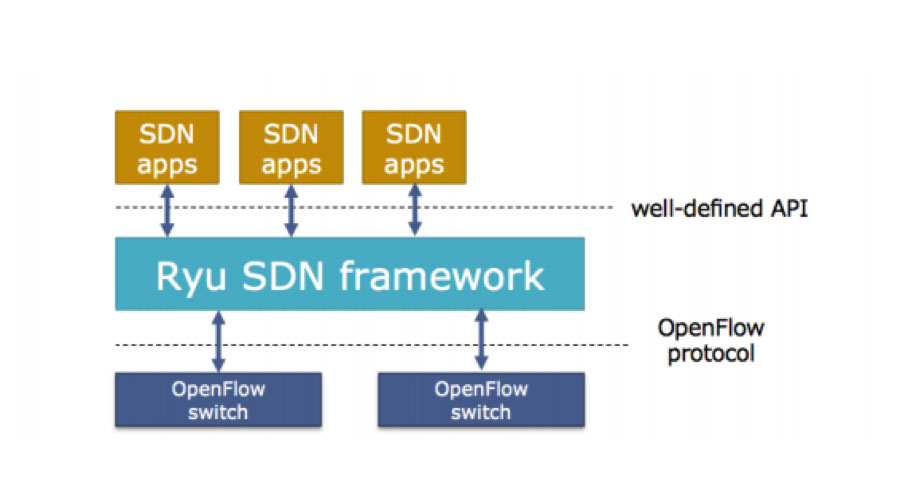 SDN
apps
SDN
apps
SDN
apps
well-defined API
Ryu SDN framework
OpenFlow
protocol
OpenFlow
switch
OpenFlow
switch